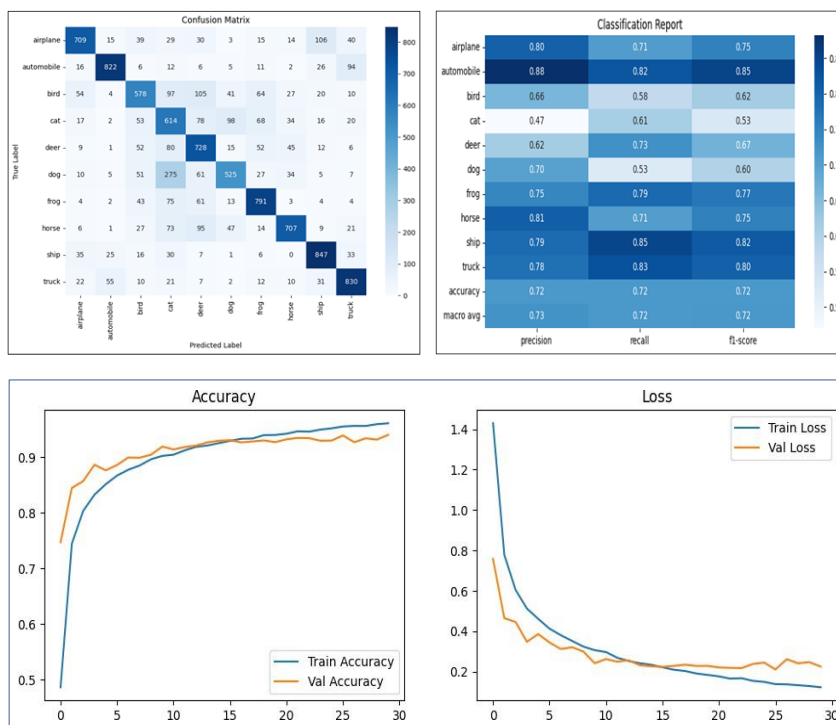 Confusion Matrix
airplane 709 15 39 29 30 3 15 14 106 40
automobile 16 822 6 12 6 5 11 2 26 94
bird 54 4 578 97 105 41 64 27 20 10
cat 17 2 53 614 78 98 68 34 16 20
deer 9 1 52 80 728 15 52 45 12 6
dog 10 5 51 275 61 525 27 34 5 7
frog 4 2 43 75 61 13 791 3 4 4
horse 6 1 27 73 95 47 14 707 9 21
ship 35 25 16 30 7 1 6 0 847 33
truck 22 55 10 21 7 2 12 10 31 830
airplane automobile bird cat deer dog frog horse ship truck
True Label
Predicted Label
800
700
600
500
400
300
200
100
0
Classification Report
airplane 0.80 0.71 0.75
automobile 0.88 0.82 0.85
bird 0.66 0.58 0.62
cat 0.47 0.61 0.53
deer 0.62 0.73 0.67
dog 0.70 0.53 0.60
frog 0.75 0.79 0.77
horse 0.81 0.71 0.75
ship 0.79 0.85 0.82
truck 0.78 0.83 0.80
accuracy 0.72 0.72 0.72
macro avg 0.73 0.72 0.72
precision recall f1-score
Accuracy
0.9
0.8
0.7
0.6
0.5
0 5 10 15 20 25 30
Train Accuracy
Val Accuracy
Loss
1.4
1.2
1.0
0.8
0.6
0.4
0.2
0 5 10 15 20 25 30
Train Loss
Val Loss